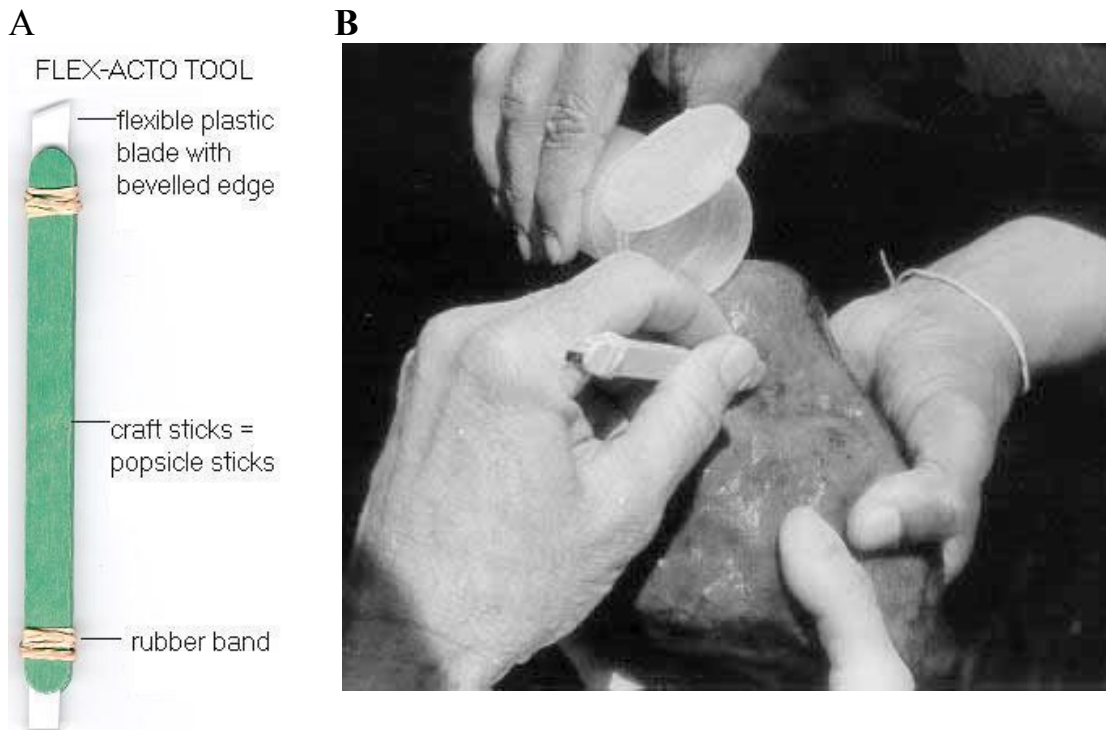 A
B
FLEX-ACTO TOOL
flexible plastic
blade with
bevelled edge
craft sticks =
popsicle sticks
rubber band